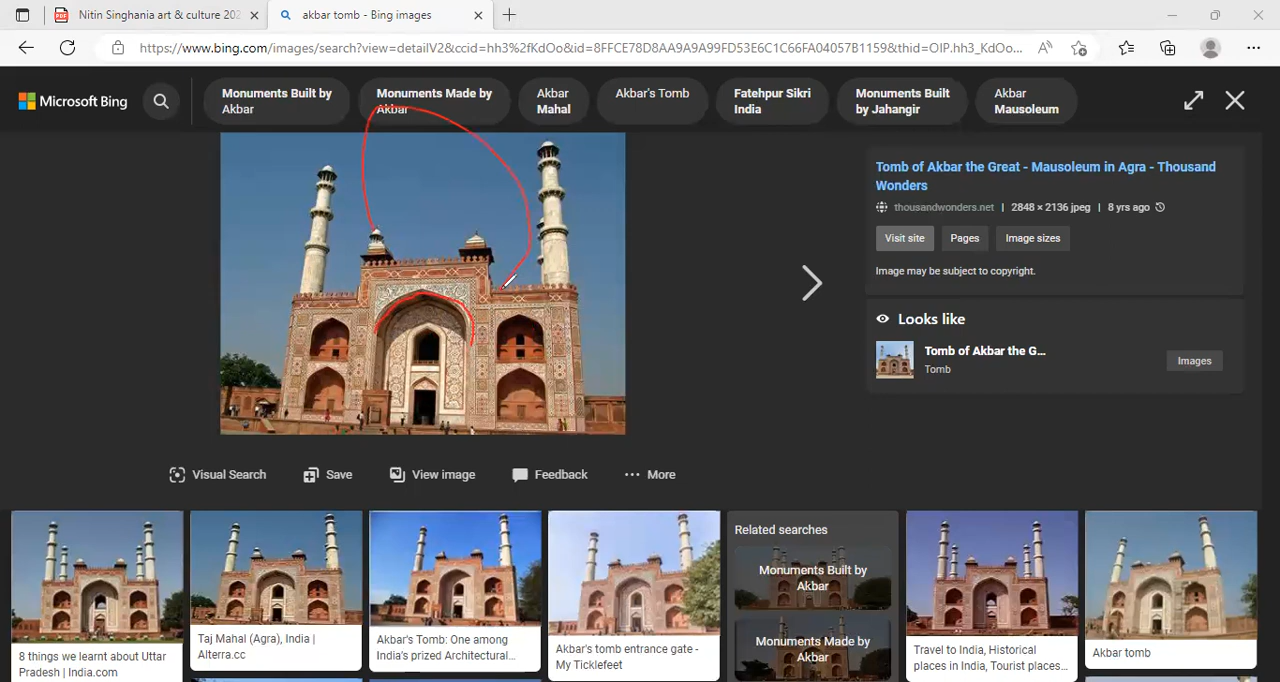 Nitin Singhania art & culture 202
akbar tomb - Bing images
https://www.bing.com/images/search?view=detailV2&ccid=hh3%2fKdOo&id=8FFCE78D8AA9A9A99FD53E6C1C66FA04057B1159&thid=OIP.hh3_KdOo...
Microsoft Bing
Monuments Built by
Akbar
Monuments Made by
Akbar
Akbar
Mahal
Akbar's Tomb
Fatehpur Sikri
India
Monuments Built
by Jahangir
Akbar
Mausoleum
Tomb of Akbar the Great - Mausoleum in Agra - Thousand
Wonders
thousandwonders.net | 2848 × 2136 jpeg | 8 yrs ago
Visit site
Pages
Image sizes
Image may be subject to copyright.
Looks like
Tomb of Akbar the G...
Tomb
Images
Visual Search
Save
View image
Feedback
More
8 things we learnt about Uttar
Pradesh | India.com
Taj Mahal (Agra), India |
Alterra.cc
Akbar's Tomb: One among
India's prized Architectural...
Akbar's tomb entrance gate -
My Ticklefeet
Related searches
Monuments Built by
Akbar
Monuments Made by
Akbar
Travel to India, Historical
places in India, Tourist places...
Akbar tomb